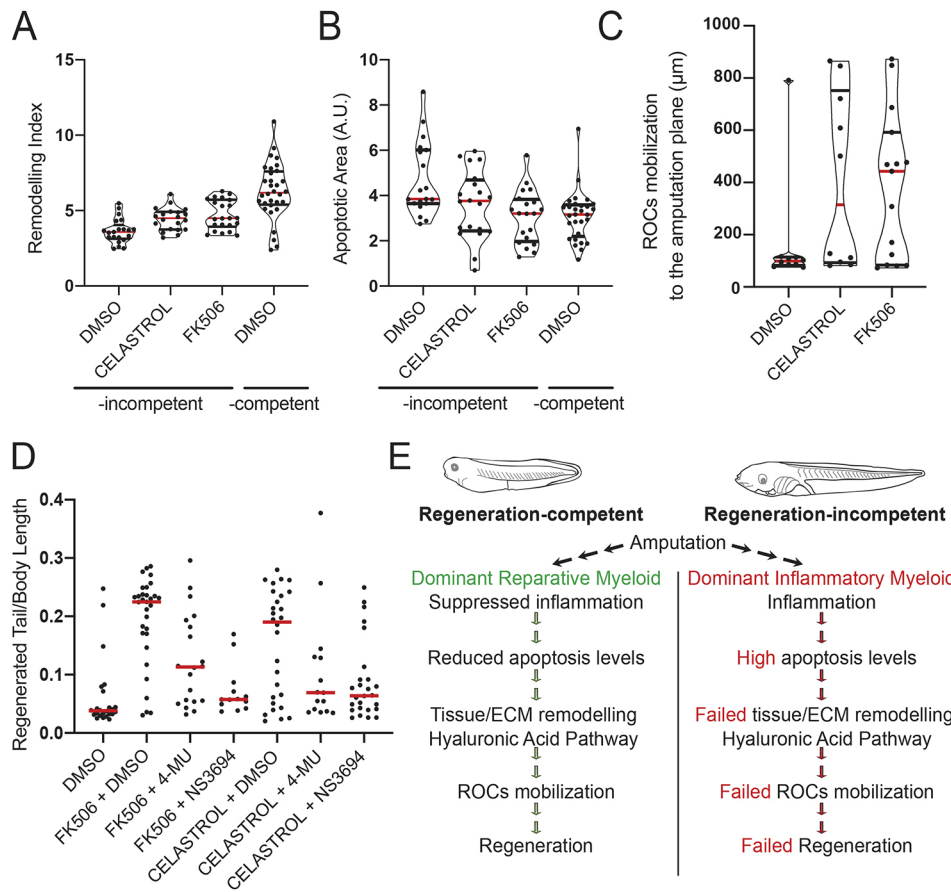 A
Remodelling Index
15
10
5
0
DMSO
CELASTROL
FK506
DMSO
-incompetent
-competent
B
Apoptotic Area (A.U.)
10
8
6
4
2
0
DMSO
CELASTROL
FK506
DMSO
-incompetent
-competent
C
ROCs mobilization
to the amputation plane (µm)
1000
800
600
400
200
0
DMSO
CELASTROL
FK506
D
Regenerated Tail/Body Length
0.4
0.3
0.2
0.1
0.0
DMSO
FK506 + DMSO
FK506 + 4-MU
FK506 + NS3694
CELASTROL + DMSO
CELASTROL + 4-MU
CELASTROL + NS3694
E
Regeneration-competent
Regeneration-incompetent
Amputation
Dominant Reparative Myeloid
Suppressed inflammation
Reduced apoptosis levels
Tissue/ECM remodelling
Hyaluronic Acid Pathway
ROCs mobilization
Regeneration
Dominant Inflammatory Myeloid
Inflammation
High apoptosis levels
Failed tissue/ECM remodelling
Hyaluronic Acid Pathway
Failed ROCs mobilization
Failed Regeneration